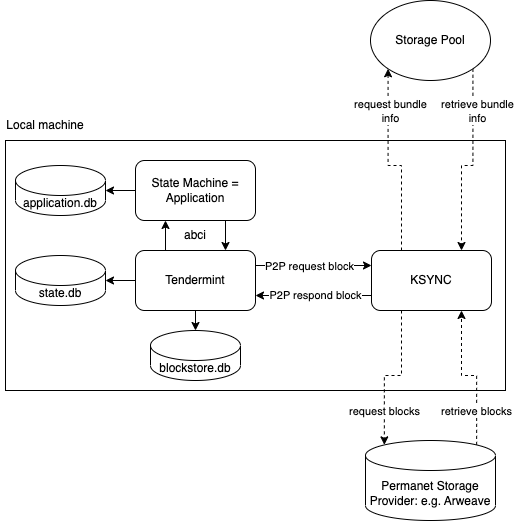 Storage Pool
request bundle
info
retrieve bundle
info
Local machine
State Machine =
Application
application.db
abci
Tendermint
state.db
P2P request block
P2P respond block
KSYNC
blockstore.db
request blocks
retrieve blocks
Permanet Storage
Provider: e.g. Arweave